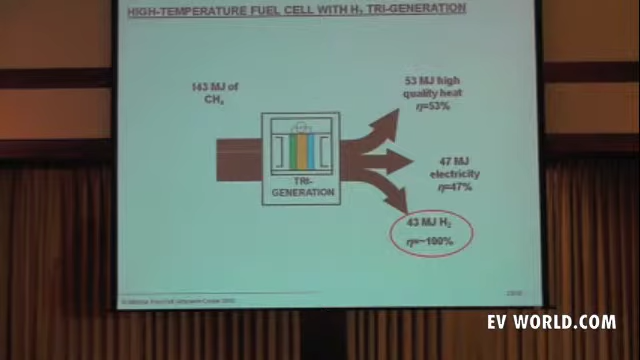 HIGH-TEMPERATURE FUEL CELL WITH H₂ TRI-GENERATION
143 MJ of
CH₄
53 MJ high
quality heat
η=53%
47 MJ
electricity
η=47%
TRI-
GENERATION
43 MJ H₂
η=~100%
EV WORLD.COM